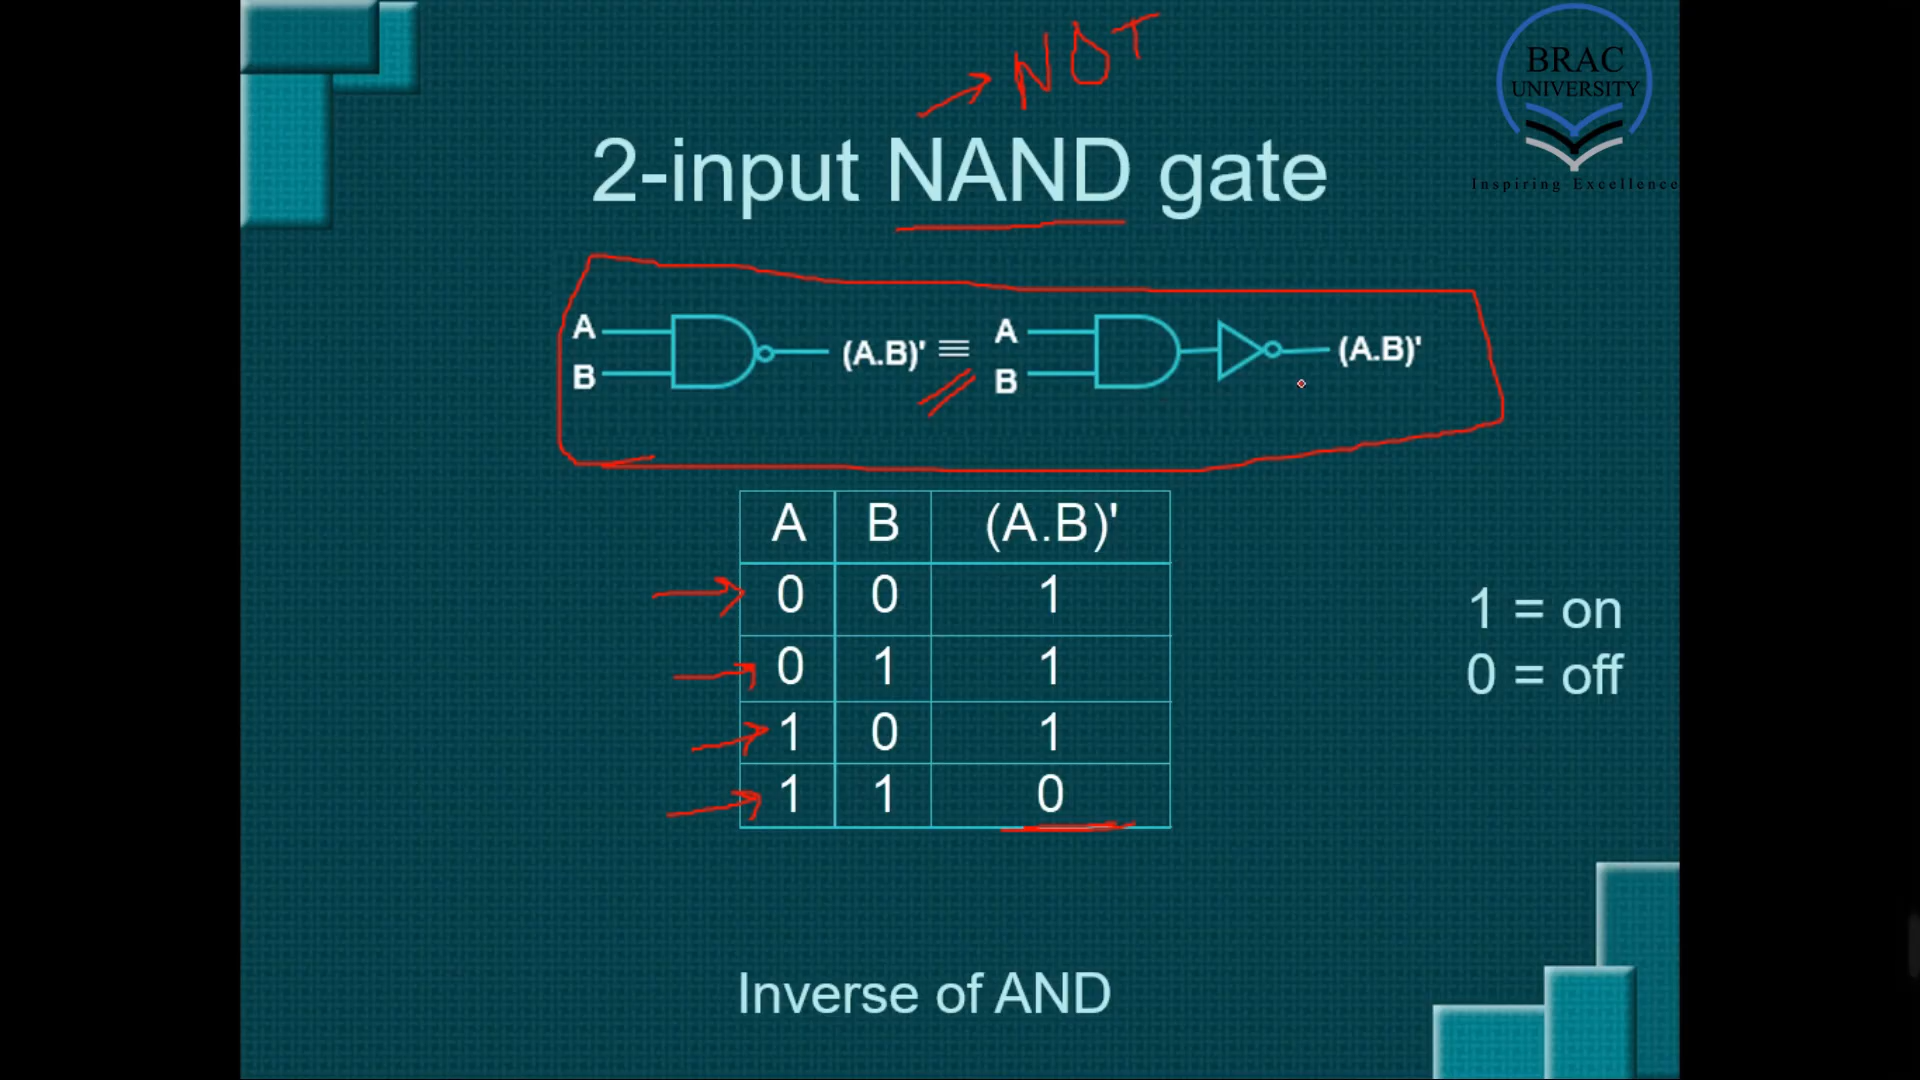 NOT
BRAC
UNIVERSITY
Inspiring Excellence
2-input NAND gate
A
B
(A.B)'
≡
A
B
(A.B)'
A B (A.B)'
0 0 1
0 1 1
1 0 1
1 1 0
1 = on
0 = off
Inverse of AND